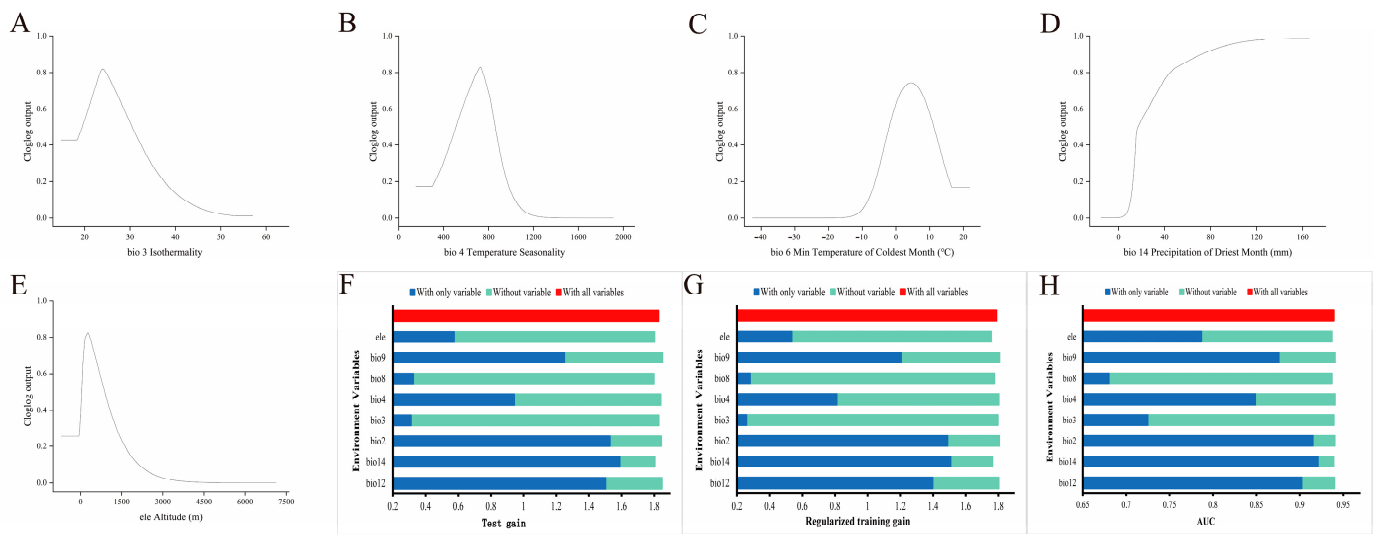 A
1.0
0.8
0.6
0.4
0.2
0.0
Cloglog output
20 30 40 50 60
bio 3 Isothermality
B
1.0
0.8
0.6
0.4
0.2
0.0
Cloglog output
0 400 800 1200 1600 2000
bio 4 Temperature Seasonality
C
1.0
0.8
0.6
0.4
0.2
0.0
Cloglog output
−40 −30 −20 −10 0 10 20
bio 6 Min Temperature of Coldest Month (°C)
D
1.0
0.8
0.6
0.4
0.2
0.0
Cloglog output
0 40 80 120 160
bio 14 Precipitation of Driest Month (mm)
E
1.0
0.8
0.6
0.4
0.2
0.0
Cloglog output
0 1500 3000 4500 6000 7500
ele Altitude (m)
F
With only variable Without variable With all variables
Environment Variables
ele
bio9
bio8
bio4
bio3
bio2
bio14
bio12
0.2 0.4 0.6 0.8 1 1.2 1.4 1.6 1.8
Test gain
G
With only variable Without variable With all variables
Environment Variables
ele
bio9
bio8
bio4
bio3
bio2
bio14
bio12
0.2 0.4 0.6 0.8 1 1.2 1.4 1.6 1.8
Regularized training gain
H
With only variable Without variable With all variables
Environment Variables
ele
bio9
bio8
bio4
bio3
bio2
bio14
bio12
0.65 0.7 0.75 0.8 0.85 0.9 0.95
AUC